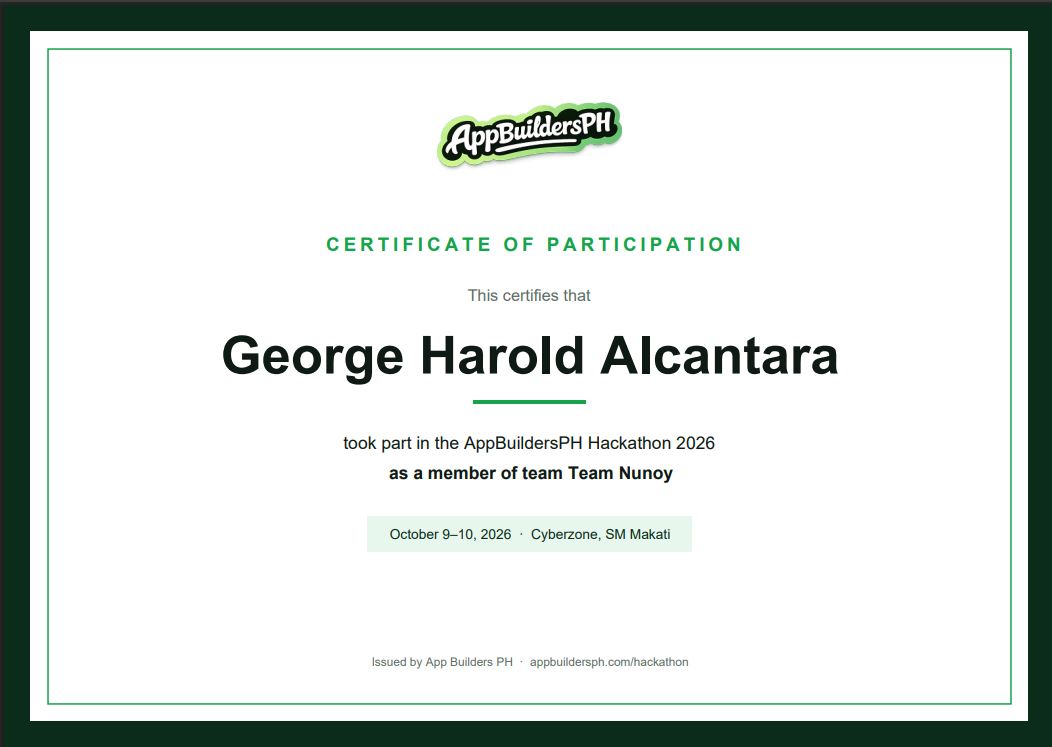 AppBuildersPH
CERTIFICATE OF PARTICIPATION
This certifies that
George Harold Alcantara
took part in the AppBuildersPH Hackathon 2026
as a member of team Team Nunoy
October 9–10, 2026 · Cyberzone, SM Makati
Issued by App Builders PH · appbuildersph.com/hackathon